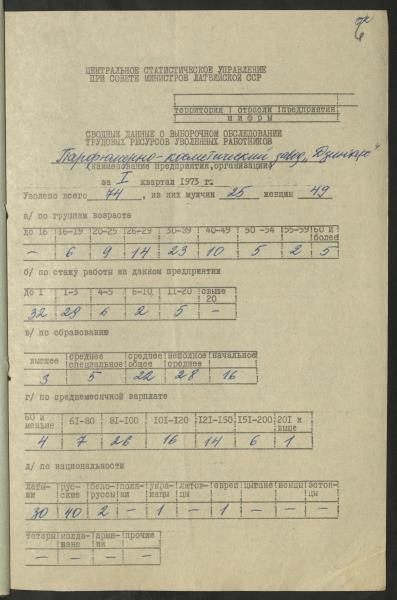 ЦЕНТРАЛЬНОЕ СТАТИСТИЧЕСКОЕ УПРАВЛЕНИЕ
ПРИ СОВЕТЕ МИНИСТРОВ ЛАТВИЙСКОЙ ССР
территория отрасли предприятия
шифры
СВОДНЫЕ ДАННЫЕ О ВЫБОРОЧНОМ ОБСЛЕДОВАНИИ
ТРУДОВЫХ РЕСУРСОВ УВОЛЕННЫХ РАБОТНИКОВ
Парфюмерно-косметический завод „Дзинтарс"
(наименование предприятия, организации)
за I квартал 1973 г.
Уволено всего 74, из них мужчин 25 женщин 49
а/ по группам возраста
до 16 16-19 20-25 26-29 30-39 40-49 50-54 55-59 60 и более
— 6 9 14 23 10 5 2 5
б/ по стажу работы на данном предприятии
до 1 1-3 4-5 6-10 11-20 свыше 20
32 29 6 2 5 —
в/ по образованию
высшее среднее специальное среднее общее неполное среднее начальное
3 5 22 28 16
г/ по среднемесячной зарплате
60 и меньше 61-80 81-100 101-120 121-150 151-200 201 и выше
4 7 26 16 14 6 1
д/ по национальности
латыши русские белоруссы поляки украинцы литовцы евреи цыгане немцы эстонцы
30 40 2 — 1 — 1 — — —
татары молдаване армяне прочие
— — — —